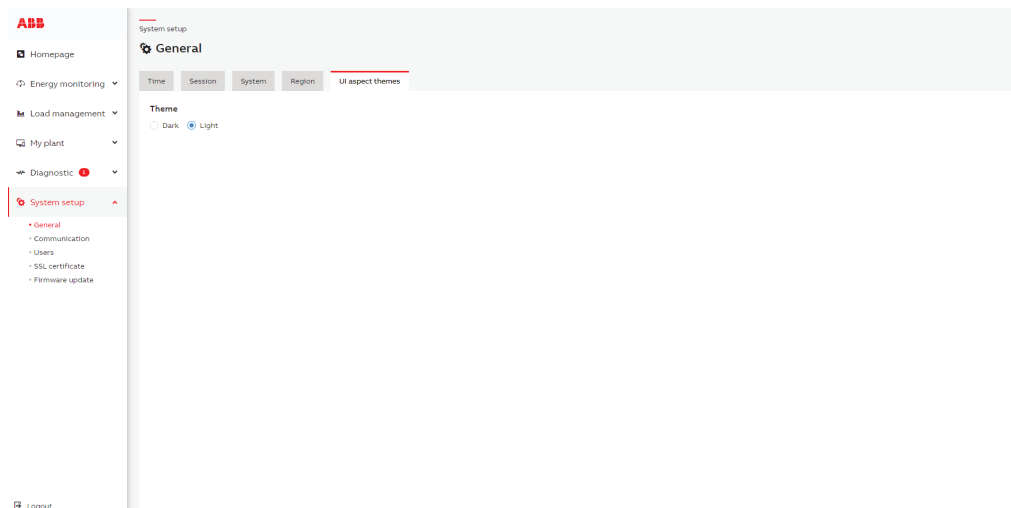 ABB
Homepage
Energy monitoring
Load management
My plant
Diagnostic 1
System setup
General
Communication
Users
SSL certificate
Firmware update
Logout
System setup
General
Time Session System Region UI aspect themes
Theme
Dark Light